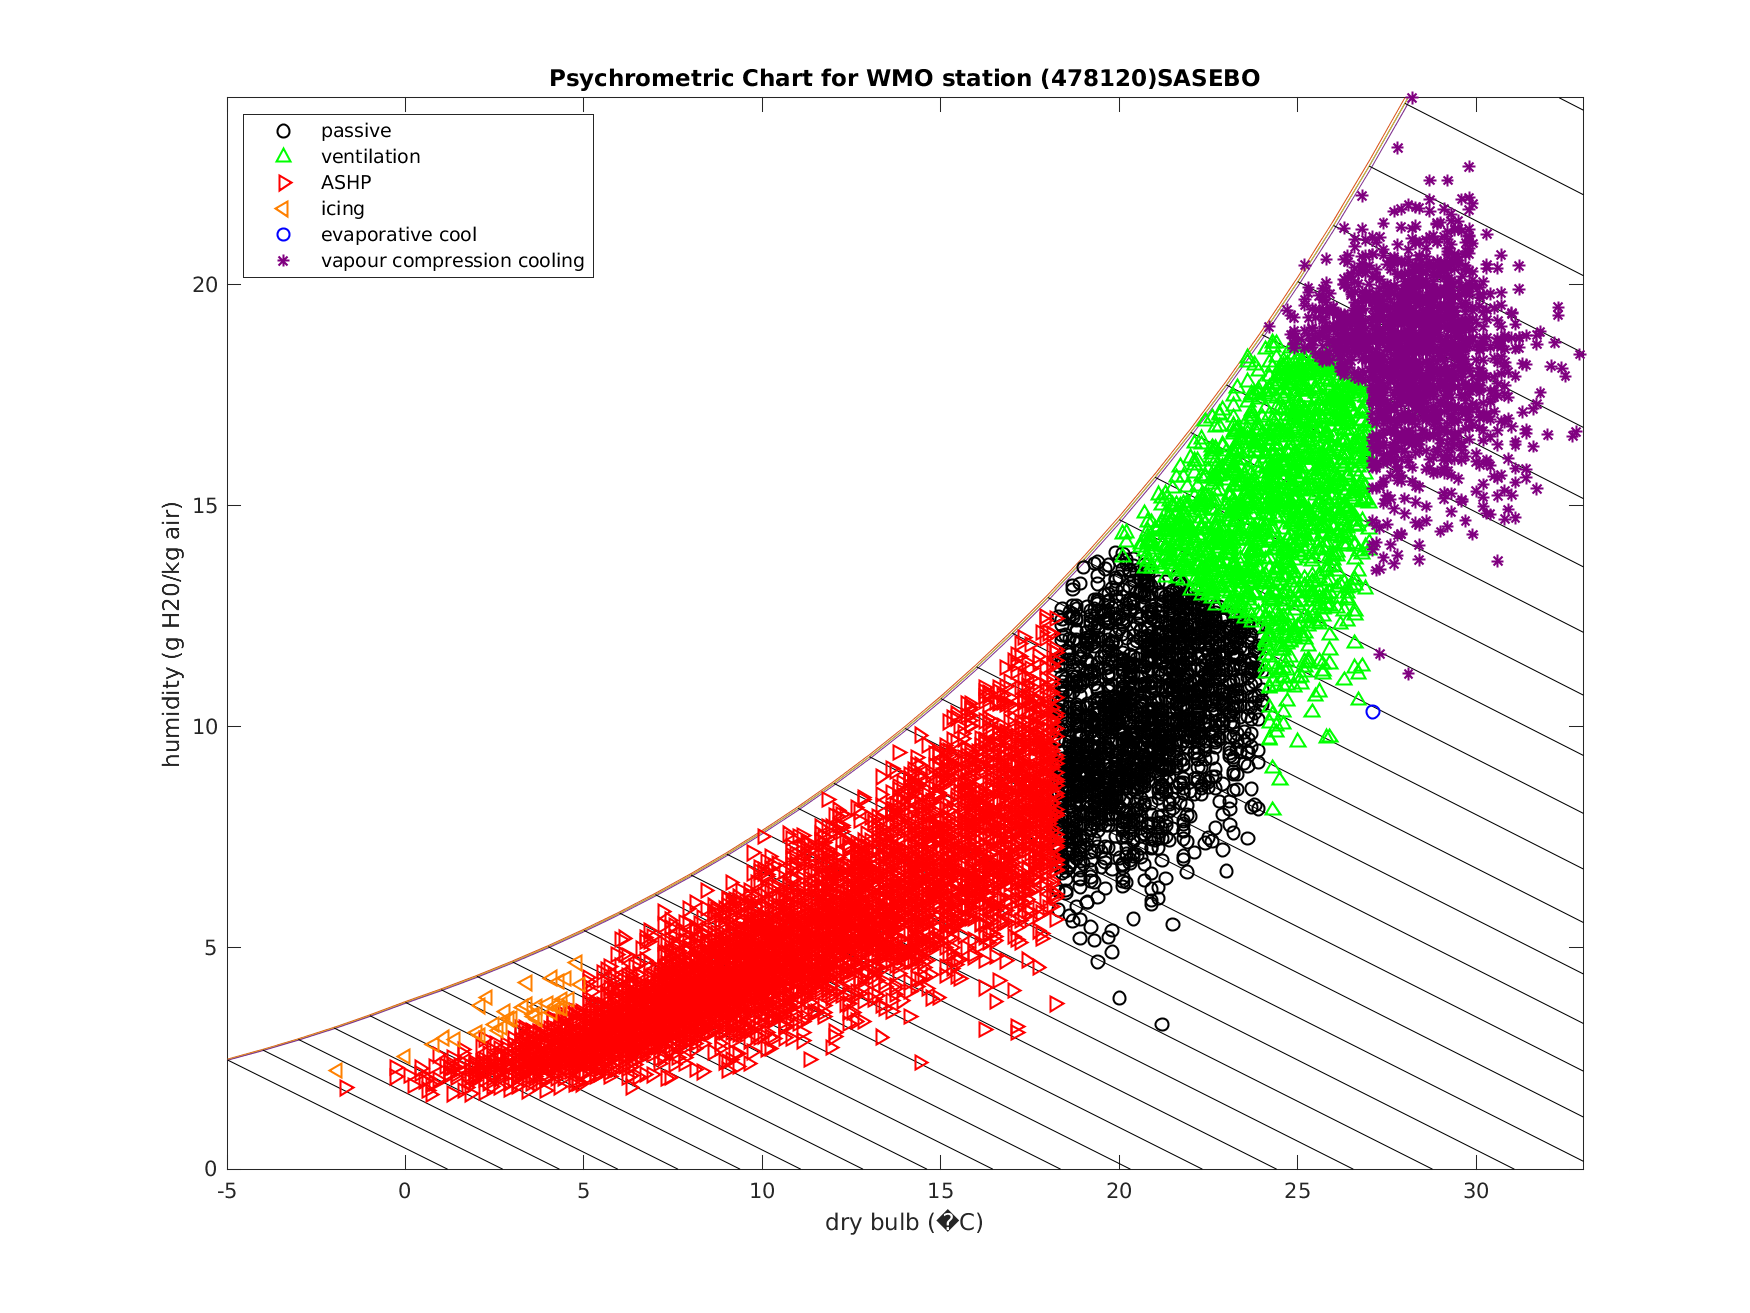 Psychrometric Chart for WMO station (478120)SASEBO
passive
ventilation
ASHP
icing
evaporative cool
vapour compression cooling
humidity (g H20/kg air)
20
15
10
5
0
-5 0 5 10 15 20 25 30
dry bulb (�C)